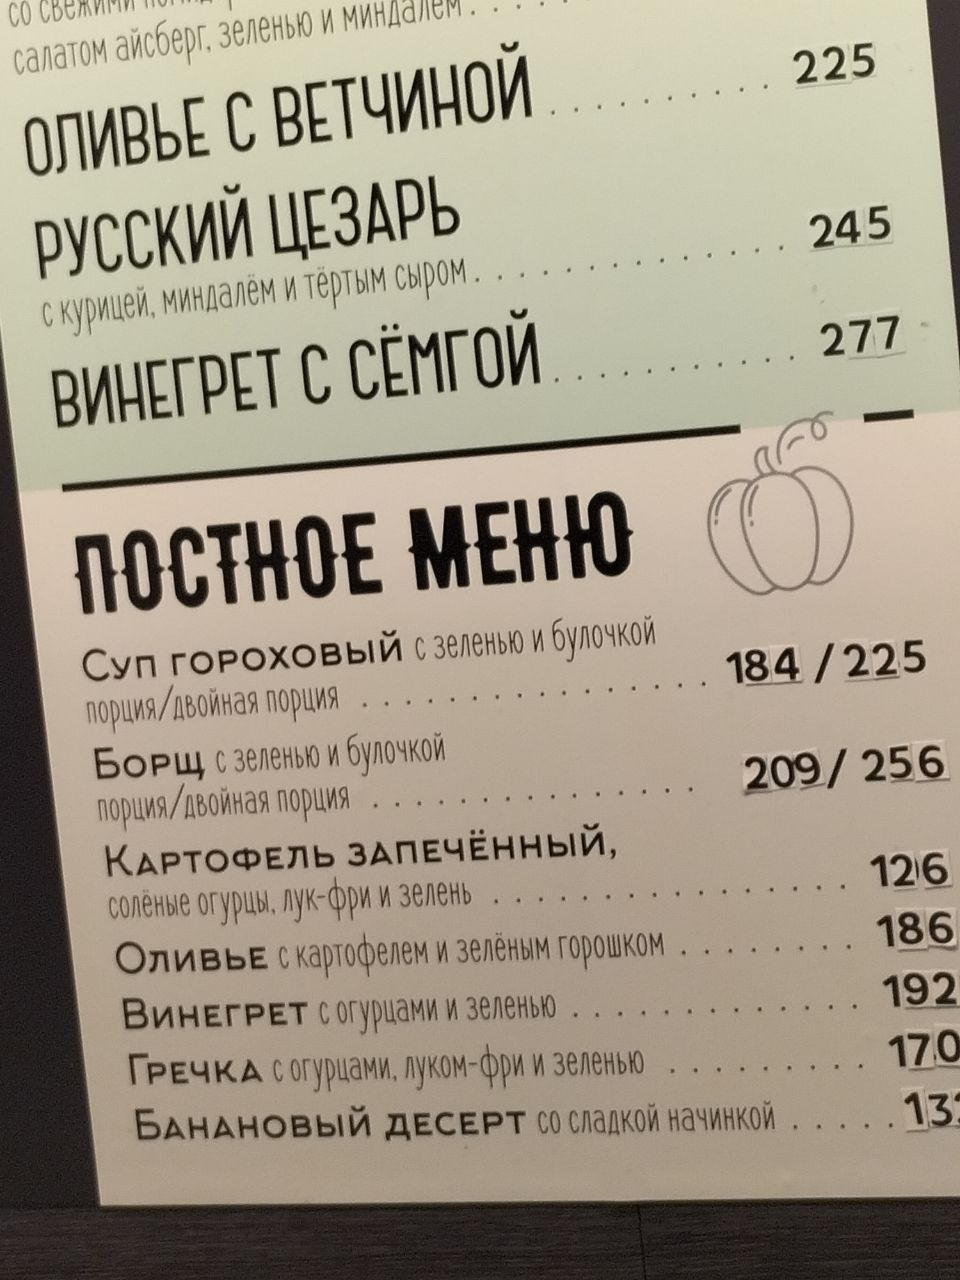 со свежими
салатом айсберг, зеленью и миндалём . . . .
ОЛИВЬЕ С ВЕТЧИНОЙ . . . . . . . . . . 225
РУССКИЙ ЦЕЗАРЬ
с курицей, миндалём и тёртым сыром . . . . . . . . . . . . . 245
ВИНЕГРЕТ С СЁМГОЙ . . . . . . . . . . . 277
ПОСТНОЕ МЕНЮ
Суп гороховый с зеленью и булочкой
порция/двойная порция . . . . . . . . . . . . . . . . 184 / 225
Борщ с зеленью и булочкой
порция/двойная порция . . . . . . . . . . . . . . . 209/ 256
Картофель запечённый,
солёные огурцы, лук-фри и зелень . . . . . . . . . . . . . . . . 126
Оливье с картофелем и зелёным горошком . . . . . . . . 186
Винегрет с огурцами и зеленью . . . . . . . . . . . . . 192
Гречка с огурцами, луком-фри и зеленью . . . . . . . . . 170
Банановый десерт со сладкой начинкой . . . . . 13